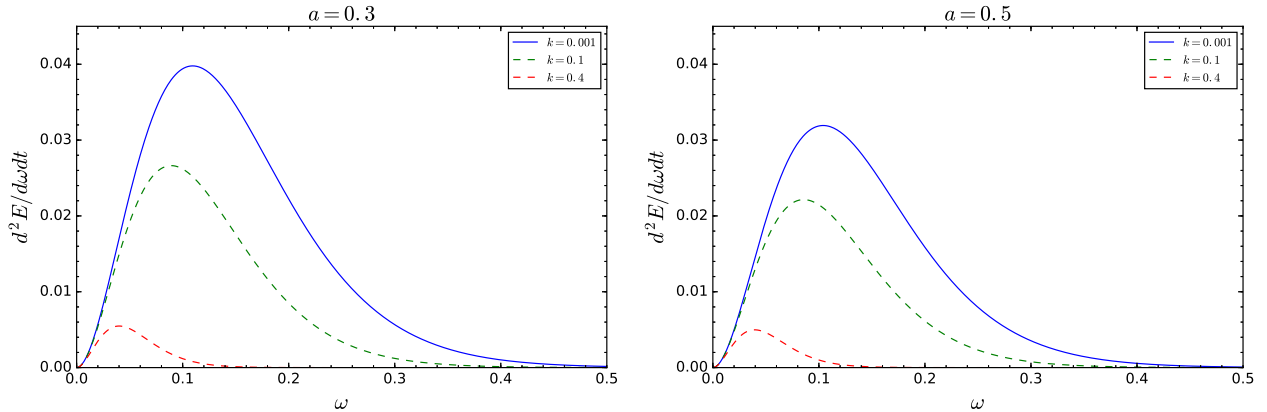 a = 0.3
d²E/dωdt
0.04
0.03
0.02
0.01
0.00
0.0 0.1 0.2 0.3 0.4 0.5
ω
k = 0.001
k = 0.1
k = 0.4
a = 0.5
d²E/dωdt
0.04
0.03
0.02
0.01
0.00
0.0 0.1 0.2 0.3 0.4 0.5
ω
k = 0.001
k = 0.1
k = 0.4